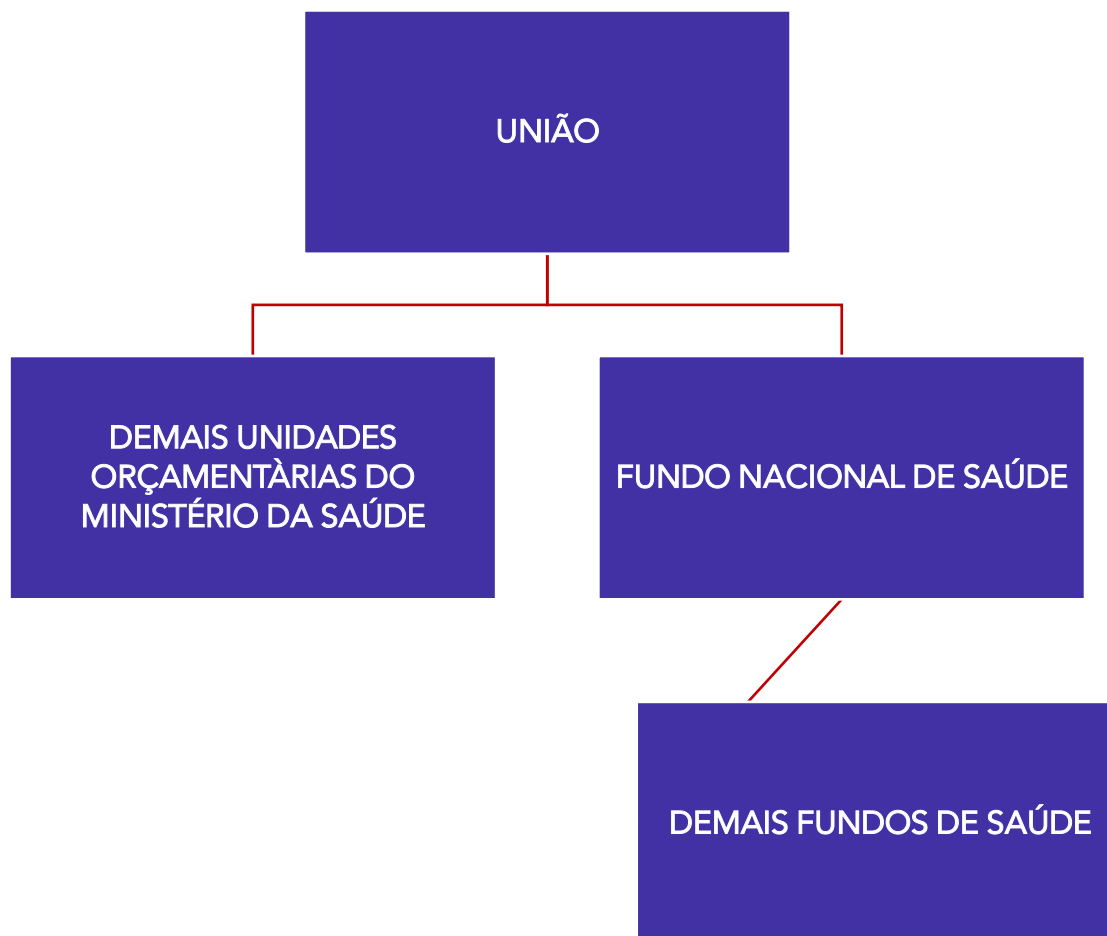 UNIÃO
DEMAIS UNIDADES
ORÇAMENTÀRIAS DO
MINISTÉRIO DA SAÚDE
FUNDO NACIONAL DE SAÚDE
DEMAIS FUNDOS DE SAÚDE